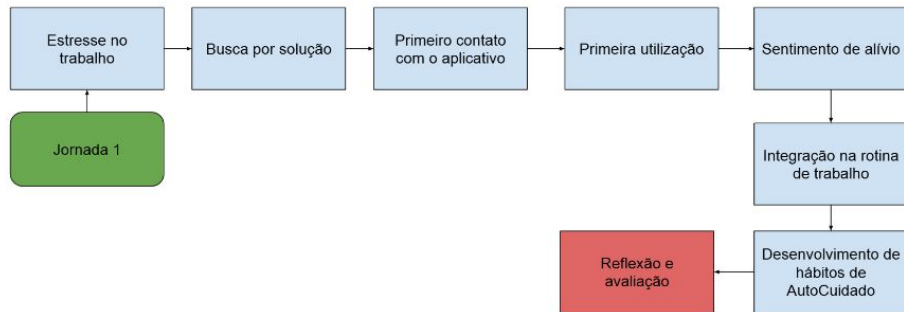 Estresse no
trabalho
Busca por solução
Primeiro contato
com o aplicativo
Primeira utilização
Sentimento de alívio
Jornada 1
Integração na rotina
de trabalho
Desenvolvimento de
hábitos de
AutoCuidado
Reflexão e
avaliação